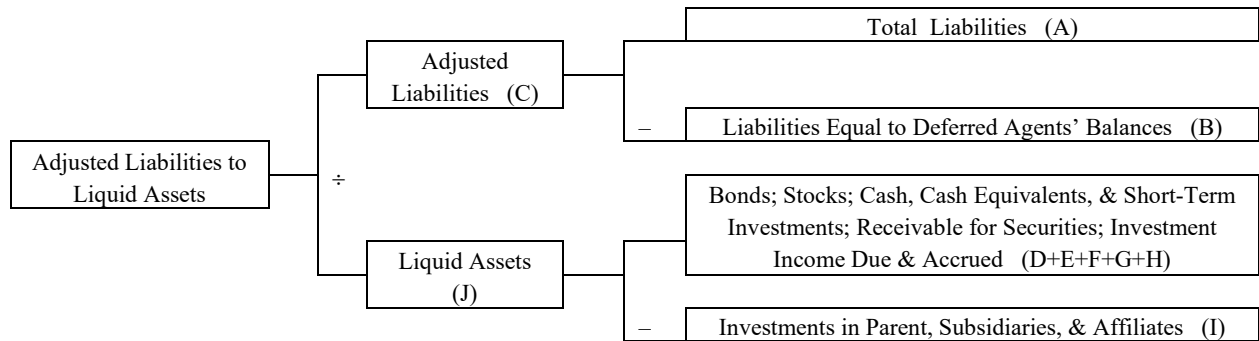 Total Liabilities (A)
Adjusted
Liabilities (C)
– Liabilities Equal to Deferred Agents’ Balances (B)
Adjusted Liabilities to
Liquid Assets
÷
Bonds; Stocks; Cash, Cash Equivalents, & Short-Term
Investments; Receivable for Securities; Investment
Income Due & Accrued (D+E+F+G+H)
Liquid Assets
(J)
– Investments in Parent, Subsidiaries, & Affiliates (I)